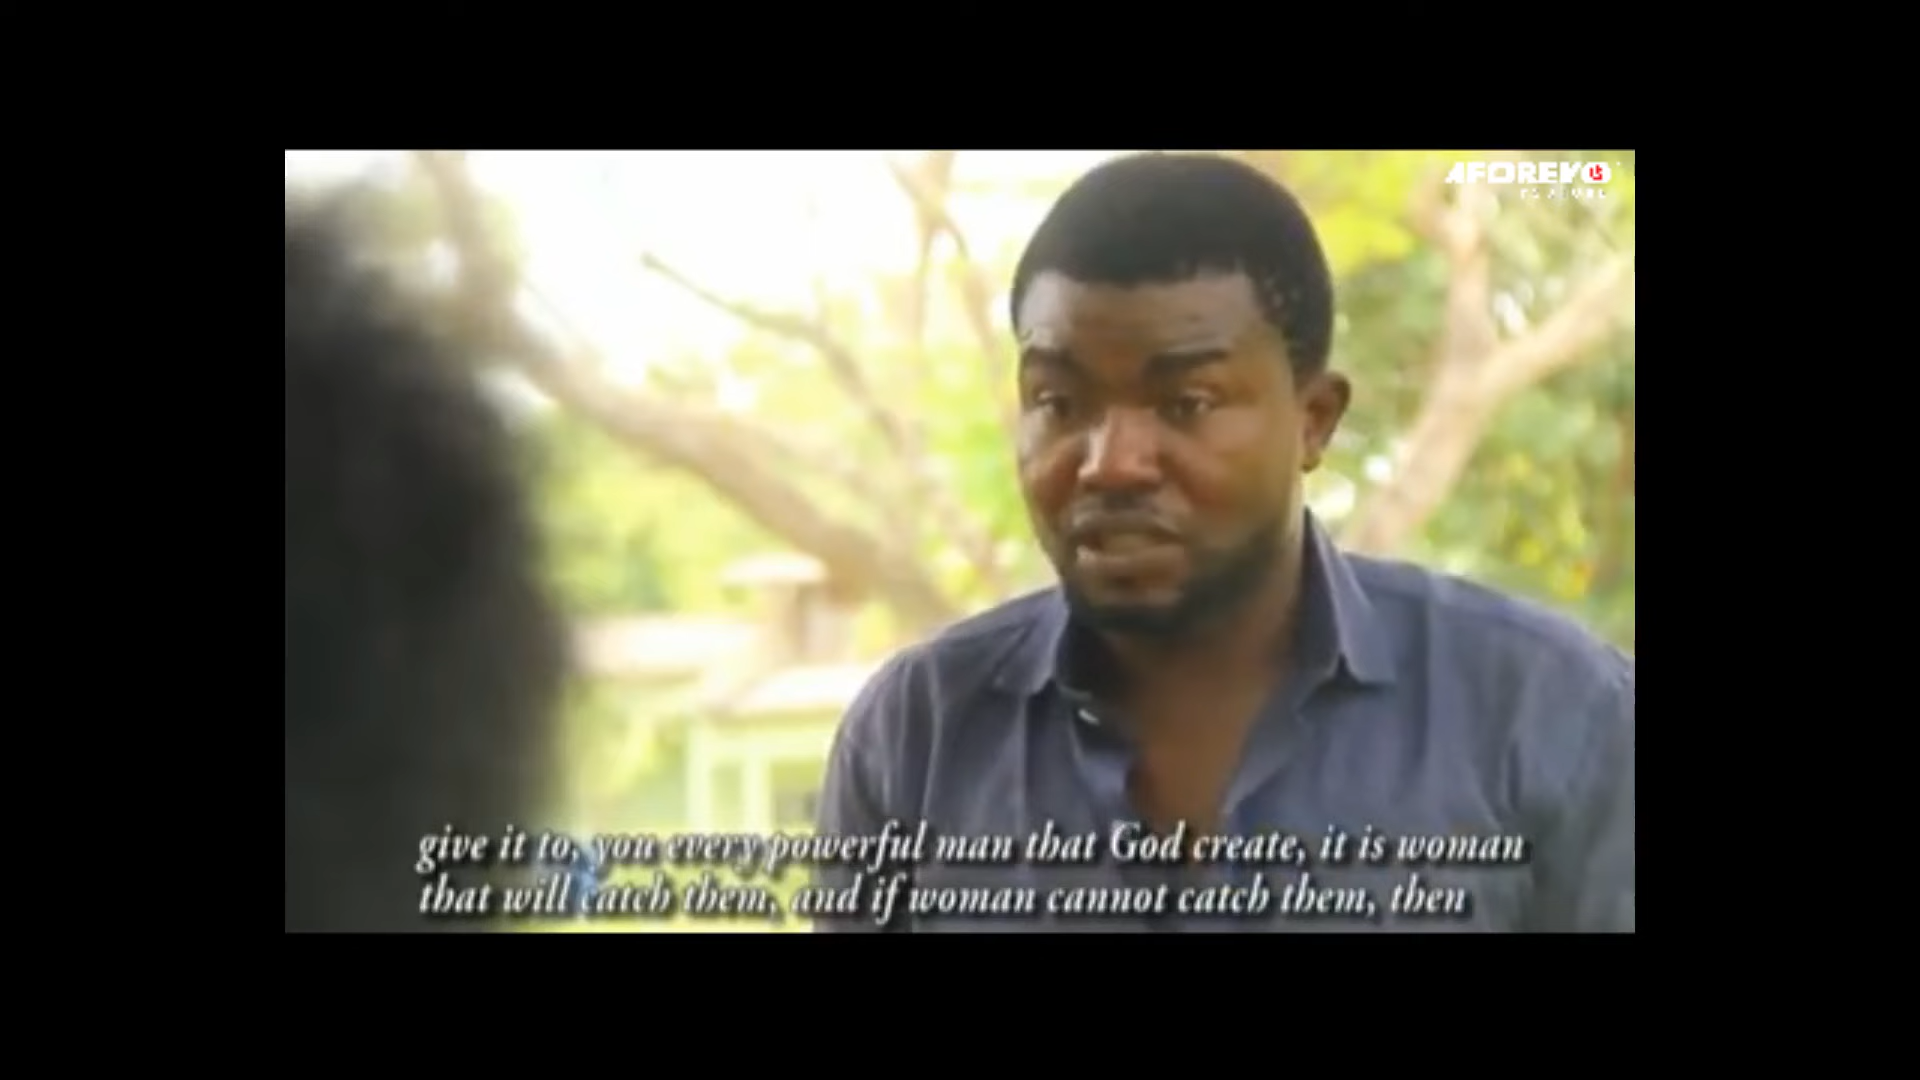 AFOREVO
give it to, you every powerful man that God create, it is woman
that will catch them, and if woman cannot catch them, then